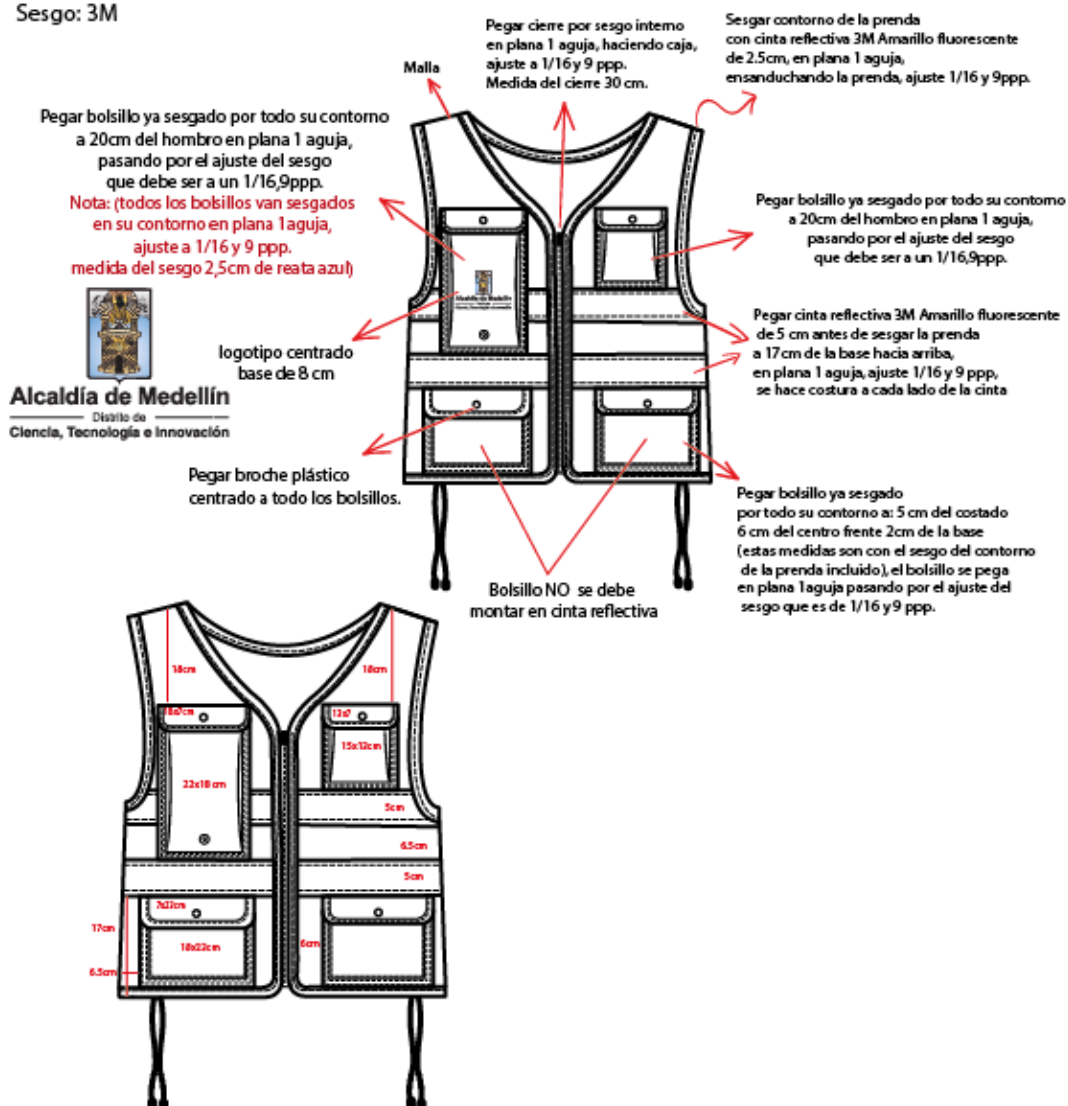 Sesgo: 3M
Pegar cierre por sesgo interno
en plana 1 aguja, haciendo caja,
ajuste a 1/16 y 9 ppp.
Medida del cierre 30 cm.
Sesgar contorno de la prenda
con cinta reflectiva 3M Amarillo fluorescente
de 2.5cm, en plana 1 aguja,
ensanduchando la prenda, ajuste 1/16 y 9ppp.
Malla
Pegar bolsillo ya sesgado por todo su contorno
a 20cm del hombro en plana 1 aguja,
pasando por el ajuste del sesgo
que debe ser a un 1/16,9ppp.
Nota: (todos los bolsillos van sesgados
en su contorno en plana 1aguja,
ajuste a 1/16 y 9 ppp.
medida del sesgo 2,5cm de reata azul)
Pegar bolsillo ya sesgado por todo su contorno
a 20cm del hombro en plana 1 aguja,
pasando por el ajuste del sesgo
que debe ser a un 1/16,9ppp.
Alcaldía de Medellín
Distrito de
Ciencia, Tecnología e Innovación
Alcaldía de Medellín
Ciencia, Tecnología e Innovación
logotipo centrado
base de 8 cm
Pegar cinta reflectiva 3M Amarillo fluorescente
de 5 cm antes de sesgar la prenda
a 17cm de la base hacia arriba,
en plana 1 aguja, ajuste 1/16 y 9 ppp,
se hace costura a cada lado de la cinta
Pegar broche plástico
centrado a todo los bolsillos.
Pegar bolsillo ya sesgado
por todo su contorno a: 5 cm del costado
6 cm del centro frente 2cm de la base
(estas medidas son con el sesgo del contorno
de la prenda incluido), el bolsillo se pega
en plana 1aguja pasando por el ajuste del
sesgo que es de 1/16 y 9 ppp.
Bolsillo NO se debe
montar en cinta reflectiva
18cm
18cm
18x7cm
13x7
15x13cm
22x18cm
5cm
6.5cm
5cm
7x23cm
17cm
18x23cm
6cm
6.5cm